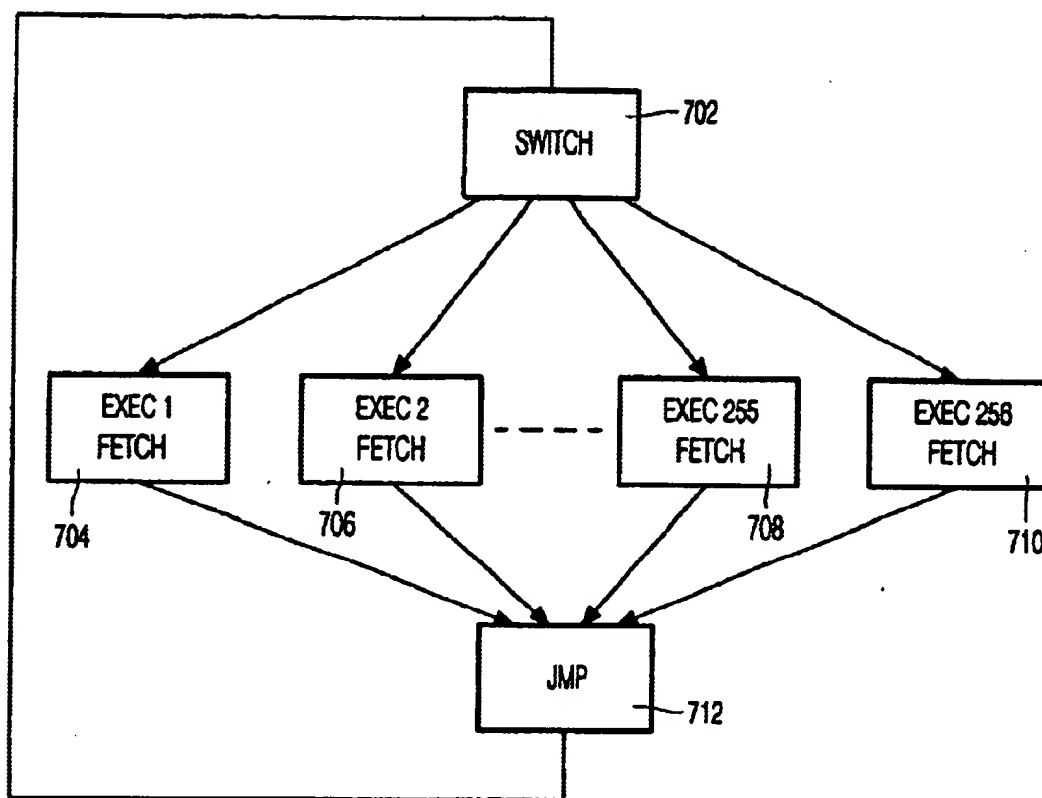 702
SWITCH
EXEC 1
FETCH
704
EXEC 2
FETCH
706
EXEC 255
FETCH
708
EXEC 256
FETCH
710
JMP
712